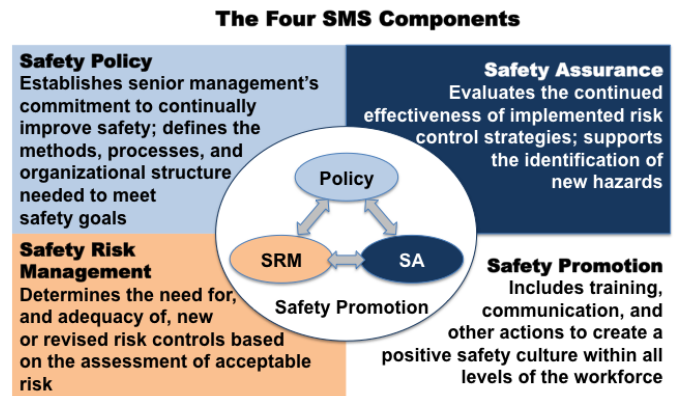 The Four SMS Components
Safety Policy
Establishes senior management’s
commitment to continually
improve safety; defines the
methods, processes, and
organizational structure
needed to meet
safety goals
Safety Assurance
Evaluates the continued
effectiveness of implemented risk
control strategies; supports
the identification of
new hazards
Policy
SRM
SA
Safety Promotion
Safety Risk
Management
Determines the need for,
and adequacy of, new
or revised risk controls based
on the assessment of acceptable
risk
Safety Promotion
Includes training,
communication, and
other actions to create a
positive safety culture within all
levels of the workforce